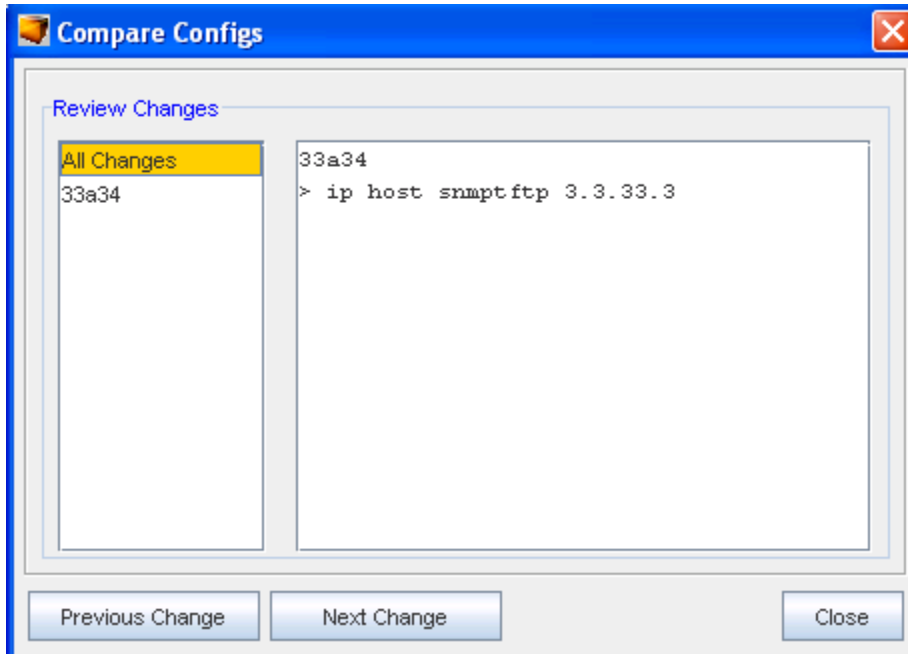 Compare Configs
Review Changes
All Changes
33a34
33a34
> ip host snmptftp 3.3.33.3
Previous Change
Next Change
Close